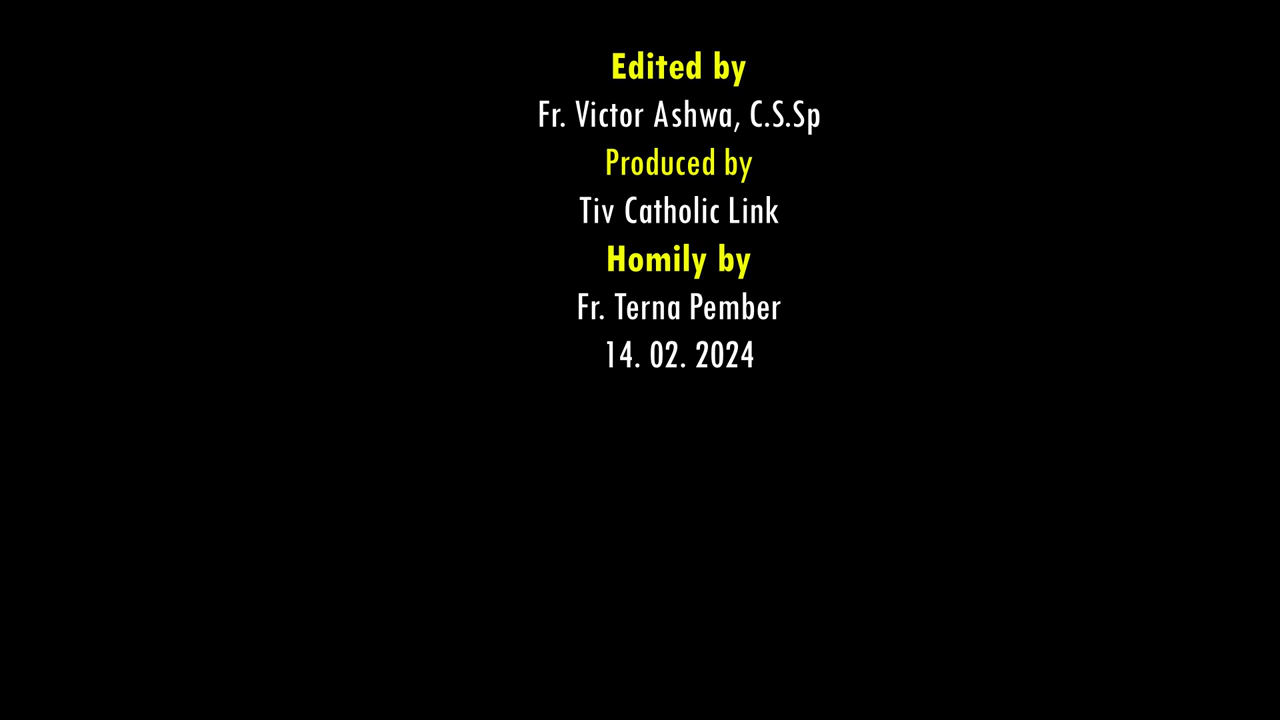 Edited by
Fr. Victor Ashwa, C.S.Sp
Produced by
Tiv Catholic Link
Homily by
Fr. Terna Pember
14. 02. 2024